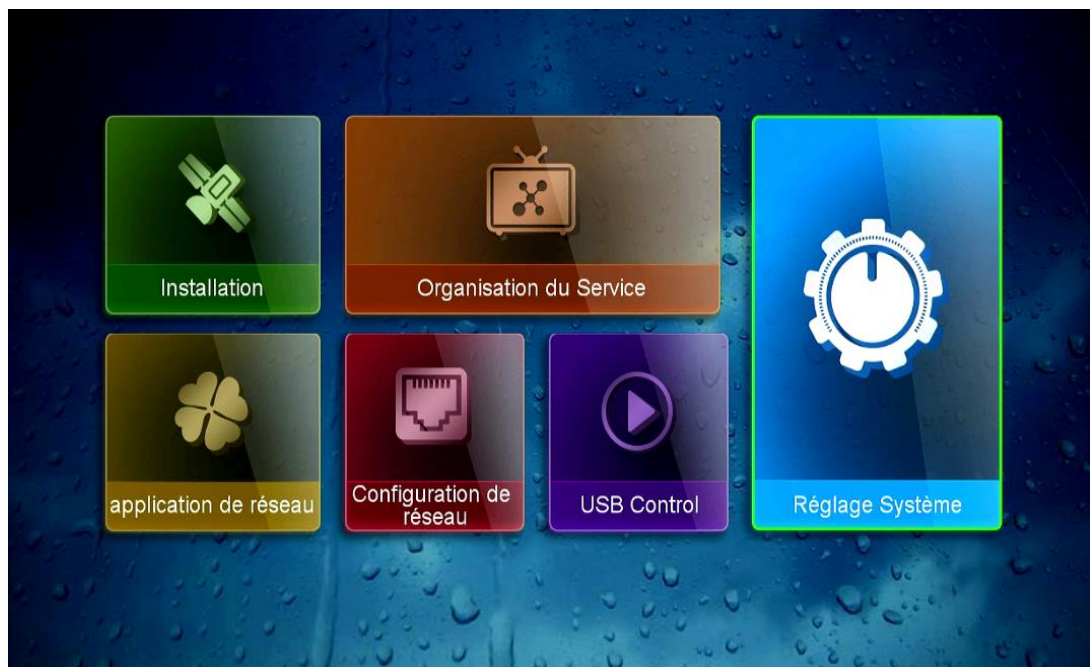 Installation
Organisation du Service
application de réseau
Configuration de
réseau
USB Control
Réglage Système